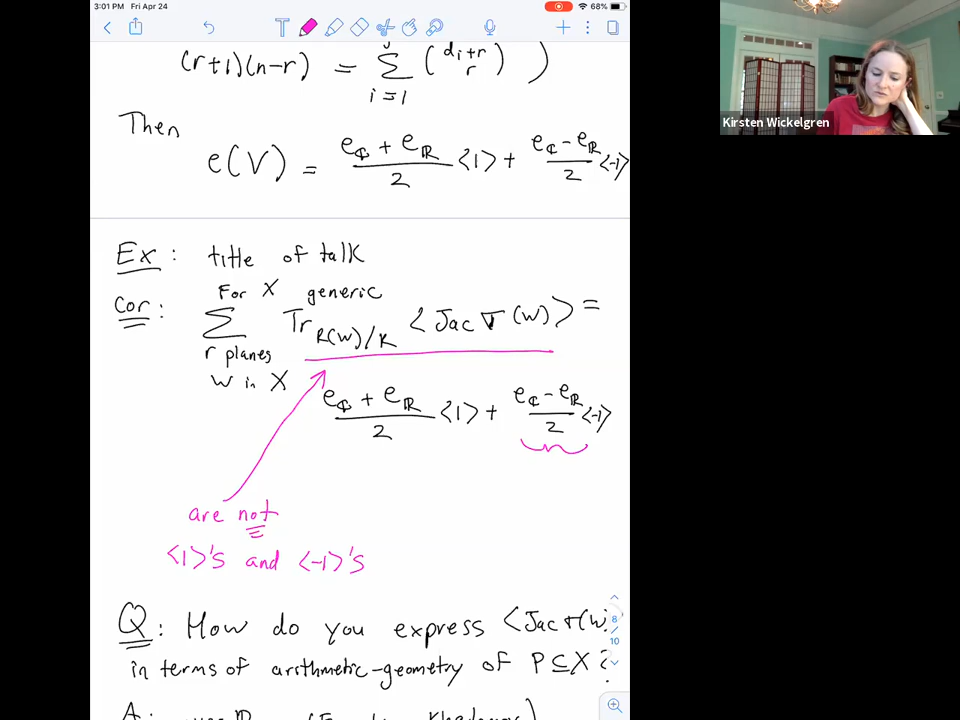 3:01 PM Fri Apr 24
68%
Kirsten Wickelgren
(r+1)(n-r) = Σ_{i=1}^{j} (d_i+r r) )
Then
e(V) = (e_ℂ + e_ℝ)/2 <1> + (e_ℂ - e_ℝ)/2 <-1>
Ex: title of talk
Cor: For X generic
Σ Tr_{k(W)/k} <Jac σ(W)> =
r planes
W in X
(e_ℂ + e_ℝ)/2 <1> + (e_ℂ - e_ℝ)/2 <-1>
are not
<1>'s and <-1>'s
8
/
10
Q: How do you express <Jac σ(W)
in terms of arithmetic-geometry of P ⊆ X ?
A: